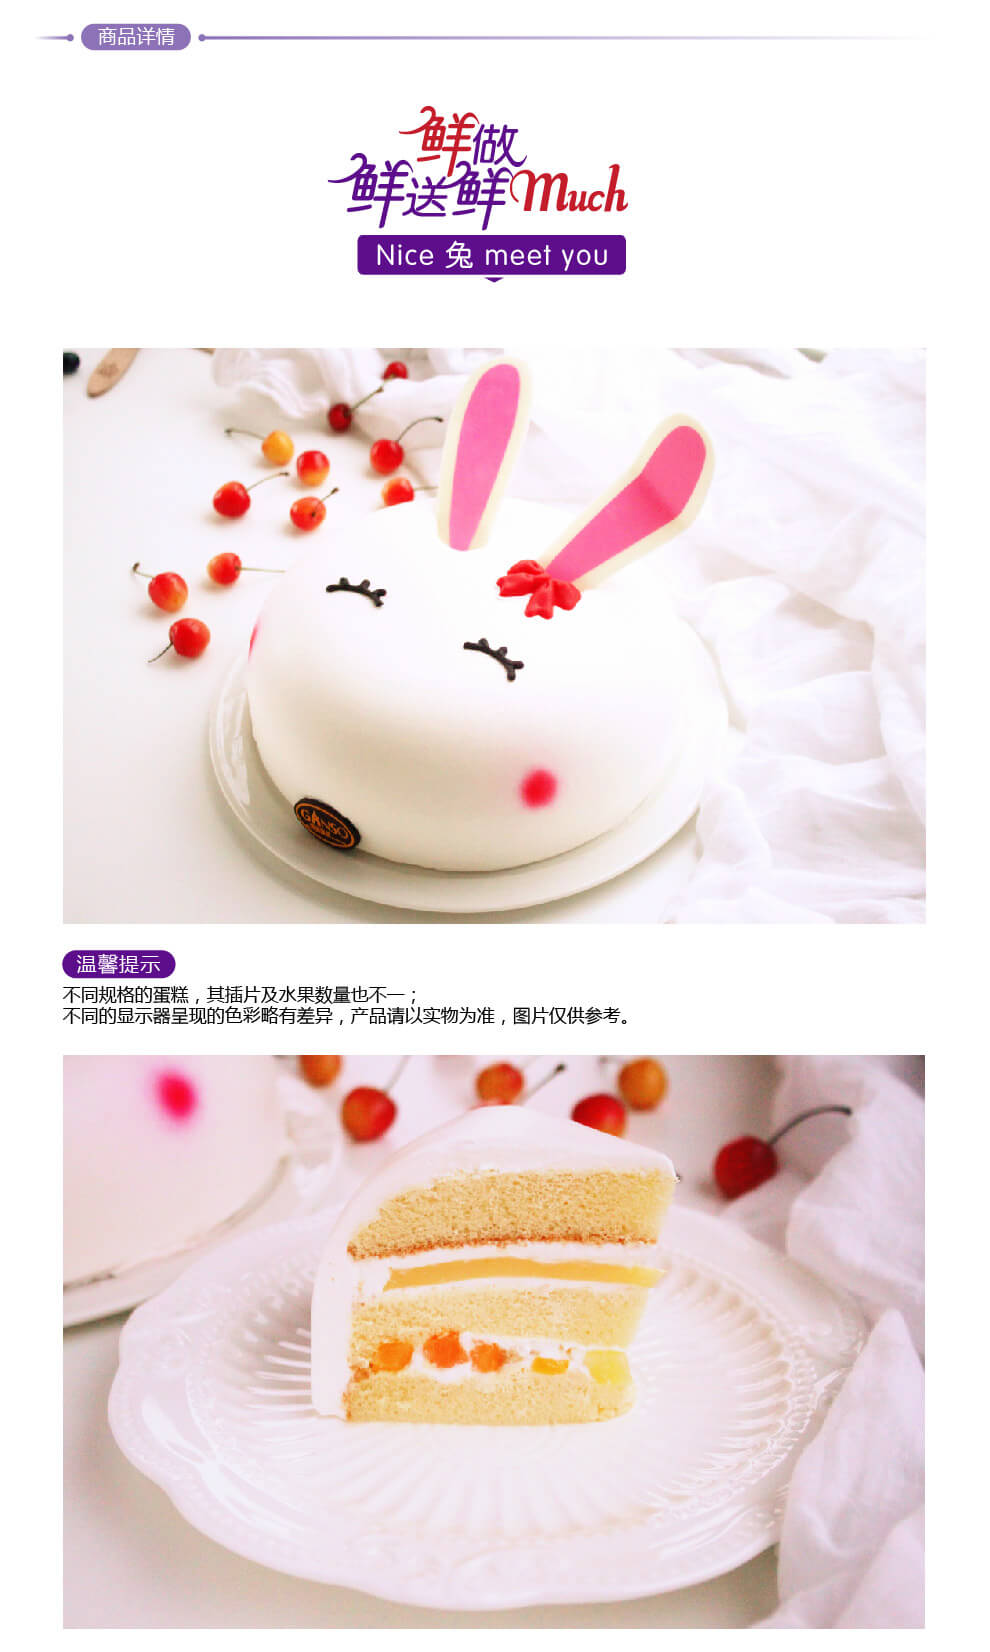 商品详情
鲜做
鲜送鲜Much
Nice 兔 meet you
GANSO
温馨提示
不同规格的蛋糕，其插片及水果数量也不一；
不同的显示器呈现的色彩略有差异，产品请以实物为准，图片仅供参考。